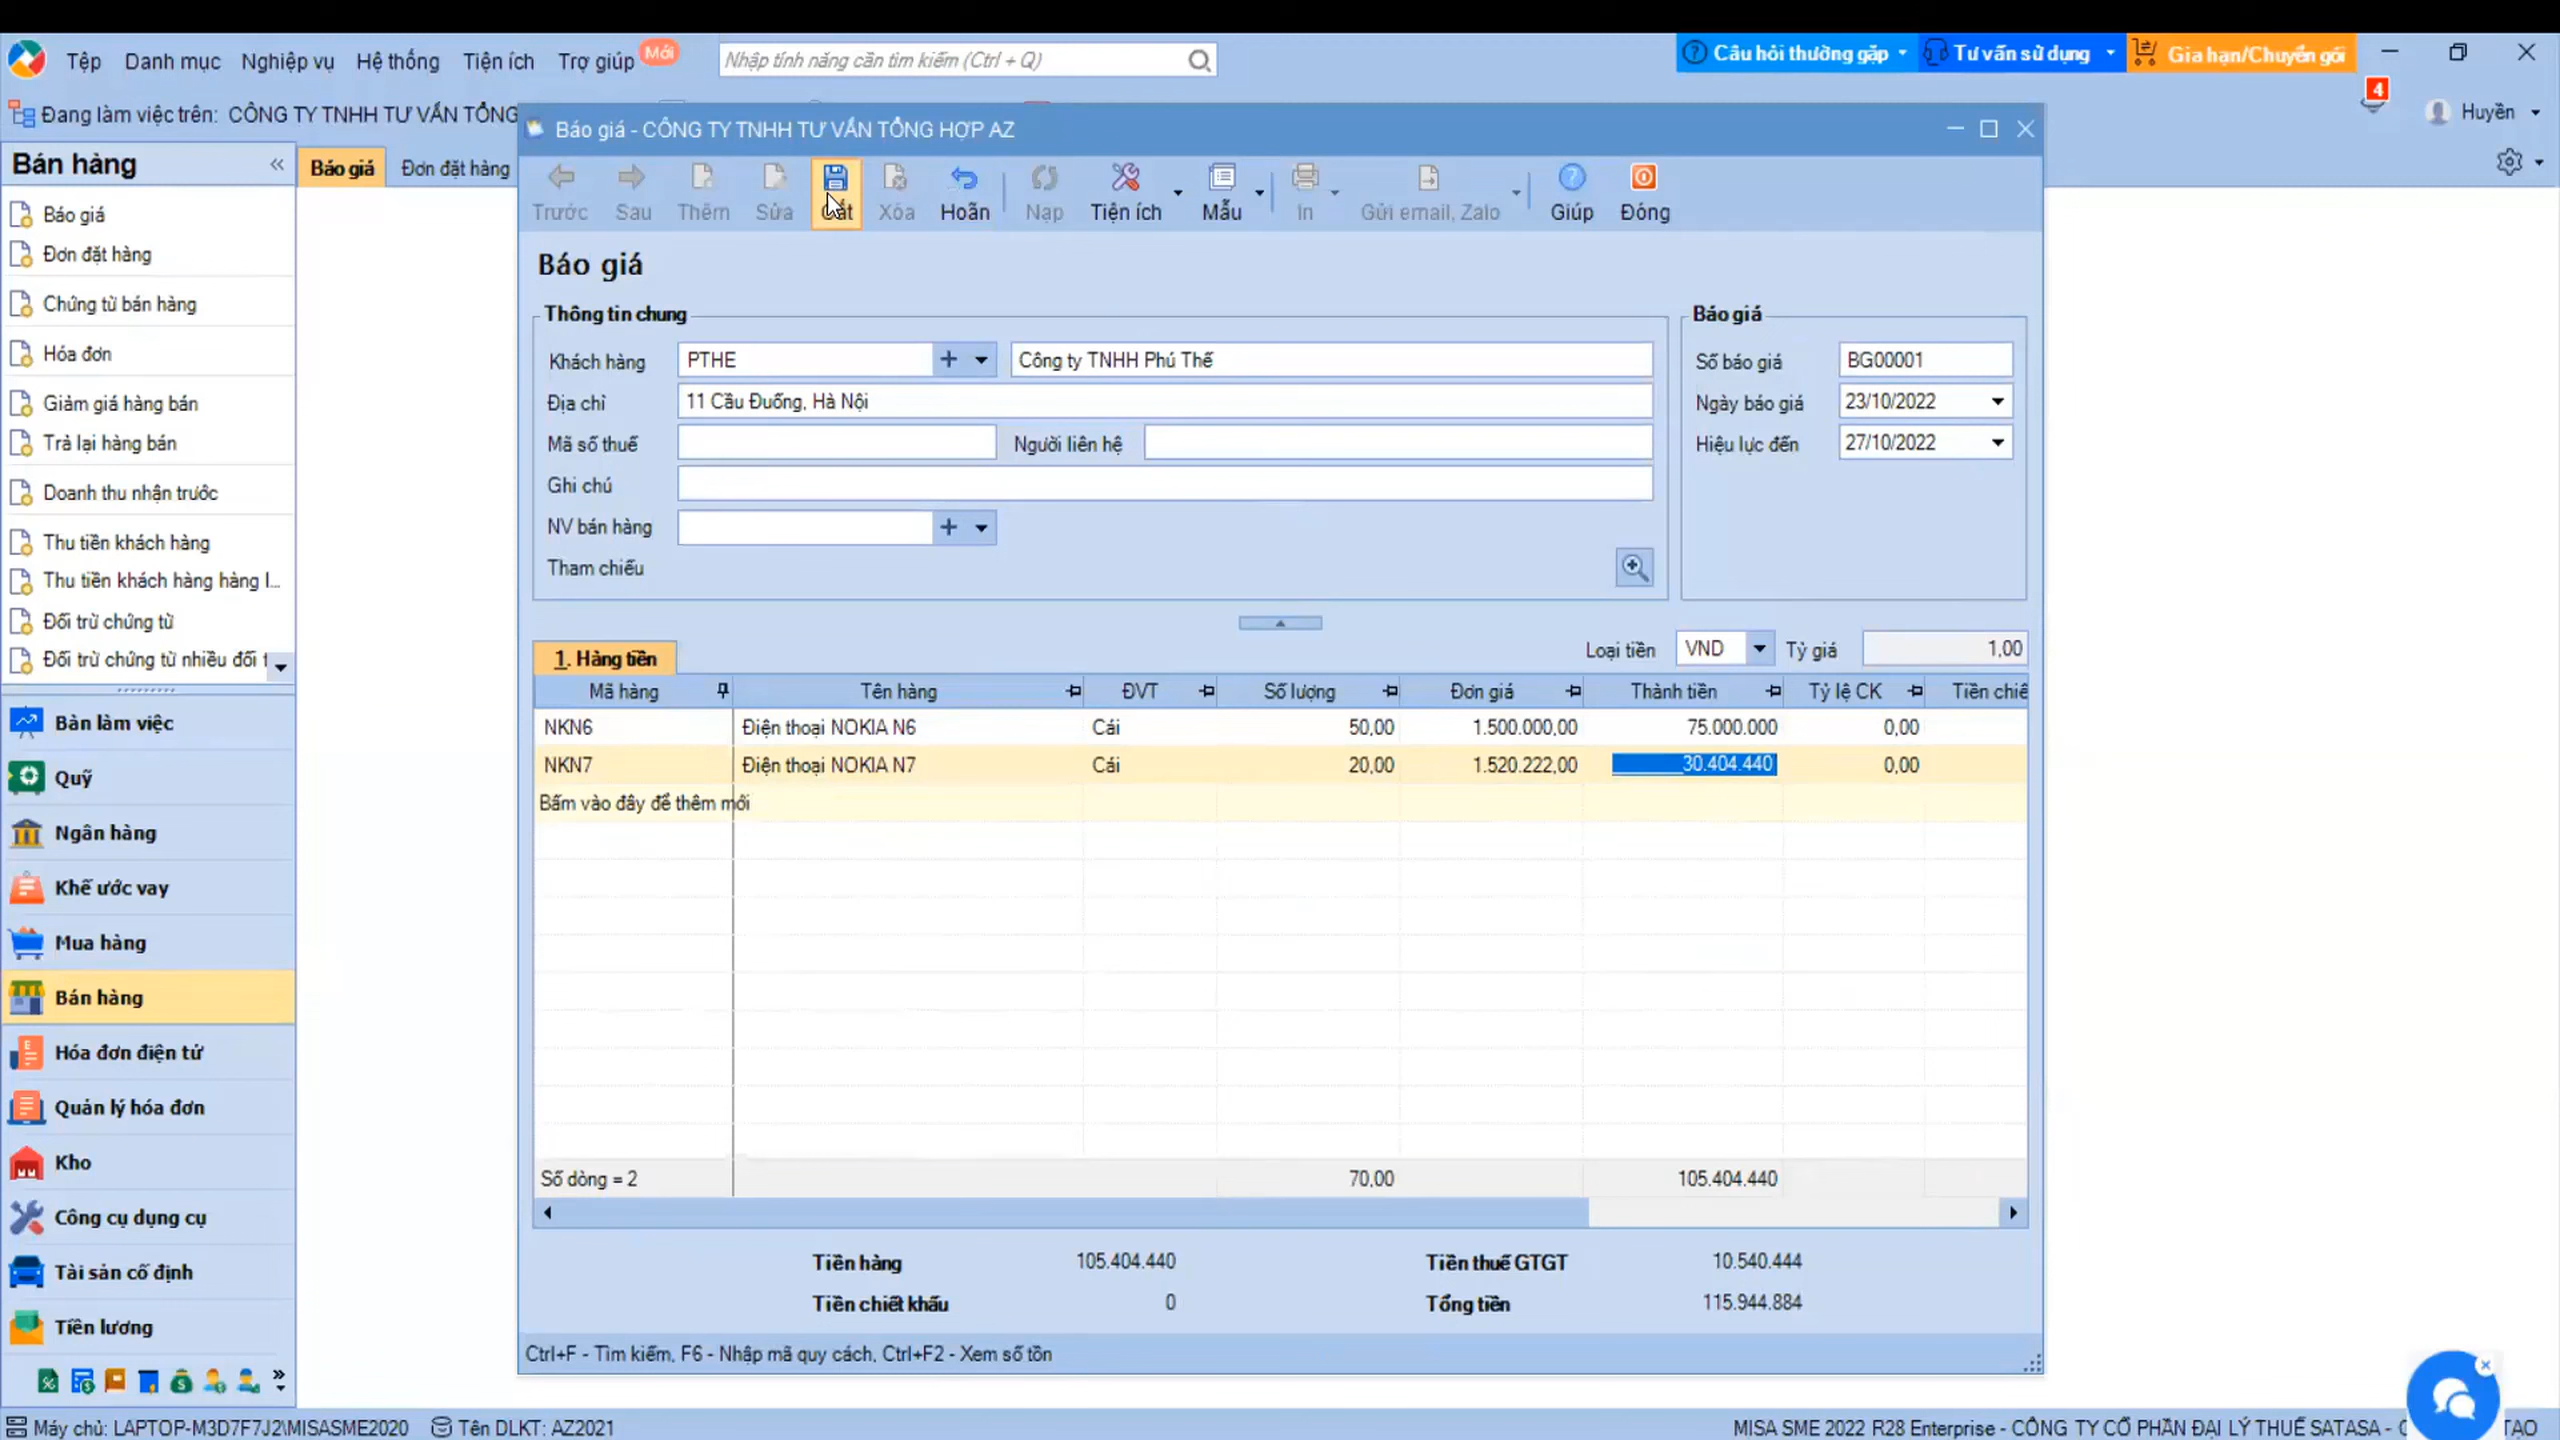 Tệp Danh mục Nghiệp vụ Hệ thống Tiện ích Trợ giúp Mới Nhập tính năng cần tìm kiếm (Ctrl + Q) Câu hỏi thường gặp Tư vấn sử dụng Gia hạn/Chuyển gói
Đang làm việc trên: CÔNG TY TNHH TƯ VẤN TỔNG 4 Huyền
Báo giá - CÔNG TY TNHH TƯ VẤN TỔNG HỢP AZ
Bán hàng Báo giá Đơn đặt hàng
Trước Sau Thêm Sửa Cất Xóa Hoãn Nạp Tiện ích Mẫu In Gửi email, Zalo Giúp Đóng
Báo giá
Đơn đặt hàng
Chứng từ bán hàng
Hóa đơn
Giảm giá hàng bán
Trả lại hàng bán
Doanh thu nhận trước
Thu tiền khách hàng
Thu tiền khách hàng hàng l...
Đối trừ chứng từ
Đối trừ chứng từ nhiều đối t
Bàn làm việc
Quỹ
Ngân hàng
Khế ước vay
Mua hàng
Bán hàng
Hóa đơn điện tử
Quản lý hóa đơn
Kho
Công cụ dụng cụ
Tài sản cố định
Tiền lương
Báo giá
Thông tin chung
Khách hàng PTHE Công ty TNHH Phú Thế
Địa chỉ 11 Cầu Đuống, Hà Nội
Mã số thuế Người liên hệ
Ghi chú
NV bán hàng
Tham chiếu
Báo giá
Số báo giá BG00001
Ngày báo giá 23/10/2022
Hiệu lực đến 27/10/2022
1. Hàng tiền Loại tiền VND Tỷ giá 1,00
Mã hàng Tên hàng ĐVT Số lượng Đơn giá Thành tiền Tỷ lệ CK Tiền chiế
NKN6 Điện thoại NOKIA N6 Cái 50,00 1.500.000,00 75.000.000 0,00
NKN7 Điện thoại NOKIA N7 Cái 20,00 1.520.222,00 30.404.440 0,00
Bấm vào đây để thêm mới
Số dòng = 2 70,00 105.404.440
Tiền hàng 105.404.440 Tiền thuế GTGT 10.540.444
Tiền chiết khấu 0 Tổng tiền 115.944.884
Ctrl+F - Tìm kiếm, F6 - Nhập mã quy cách, Ctrl+F2 - Xem số tồn
Máy chủ: LAPTOP-M3D7F7J2\MISASME2020 Tên DLKT: AZ2021 MISA SME 2022 R28 Enterprise - CÔNG TY CỔ PHẦN ĐẠI LÝ THUẾ SATASA - TẠO